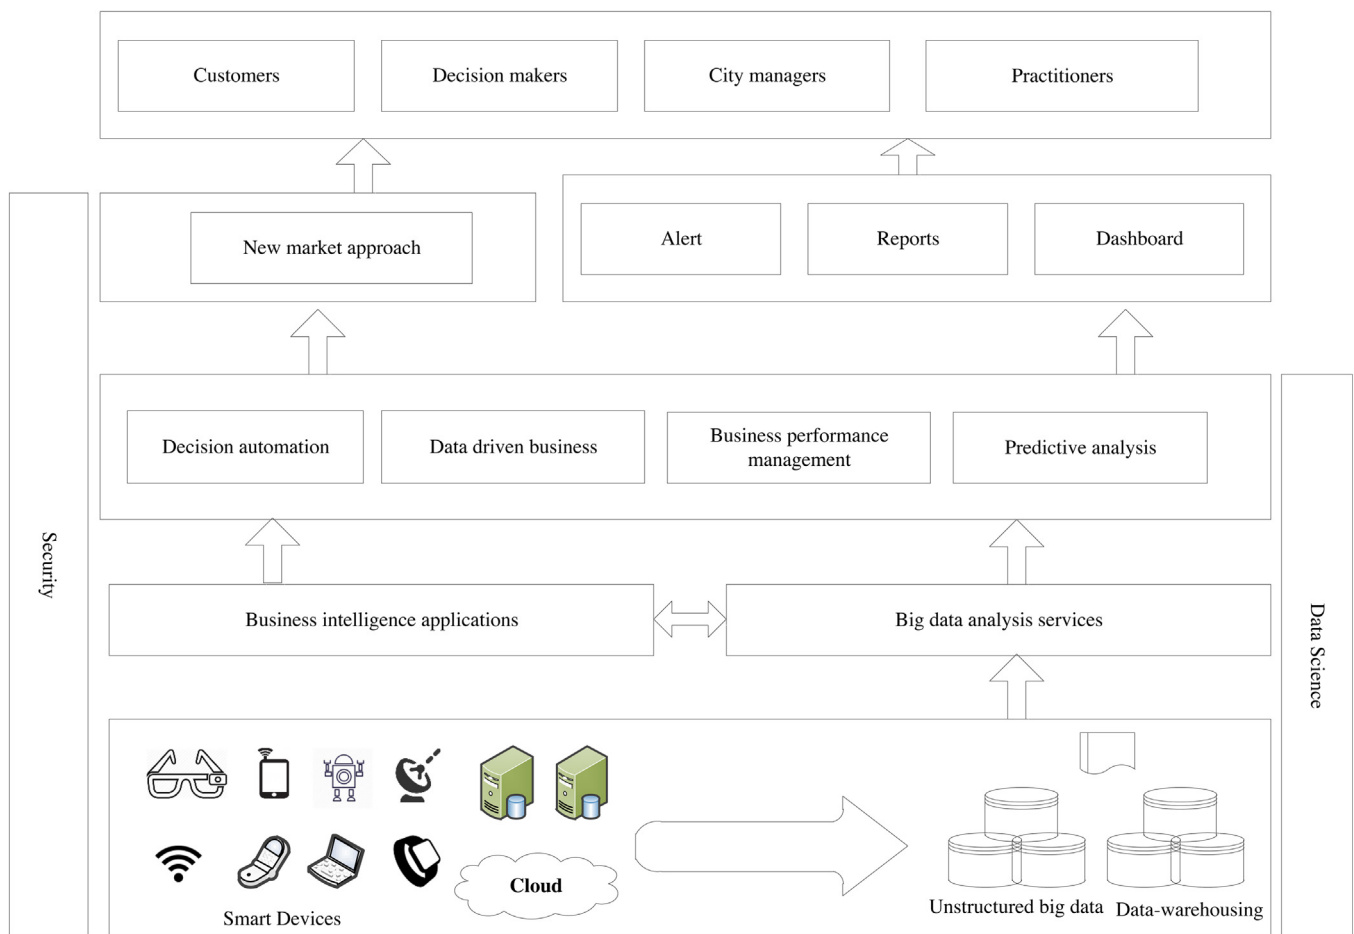 Customers
Decision makers
City managers
Practitioners
New market approach
Alert
Reports
Dashboard
Decision automation
Data driven business
Business performance
management
Predictive analysis
Security
Business intelligence applications
Big data analysis services
Data Science
Cloud
Smart Devices
Unstructured big data
Data-warehousing